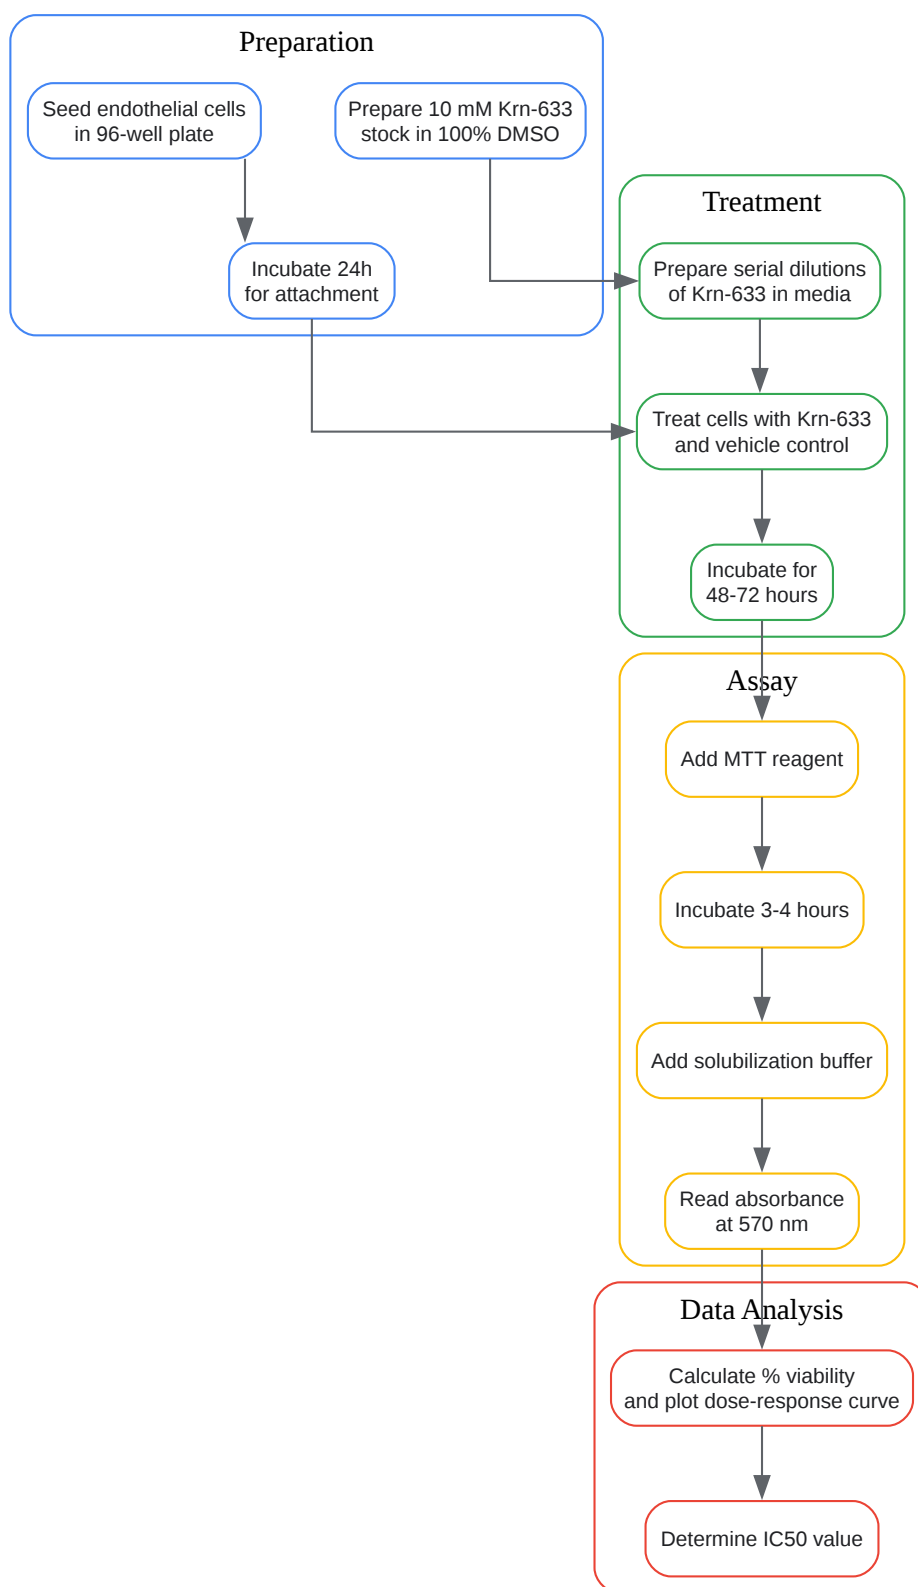 Preparation
Seed endothelial cells
in 96-well plate
Prepare 10 mM Krn-633
stock in 100% DMSO
Incubate 24h
for attachment
Treatment
Prepare serial dilutions
of Krn-633 in media
Treat cells with Krn-633
and vehicle control
Incubate for
48-72 hours
Assay
Add MTT reagent
Incubate 3-4 hours
Add solubilization buffer
Read absorbance
at 570 nm
Data Analysis
Calculate % viability
and plot dose-response curve
Determine IC50 value